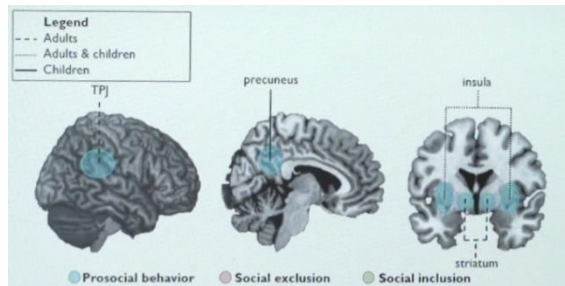 Legend
Adults
Adults & children
Children
TPJ
precuneus
insula
striatum
Prosocial behavior
Social exclusion
Social inclusion